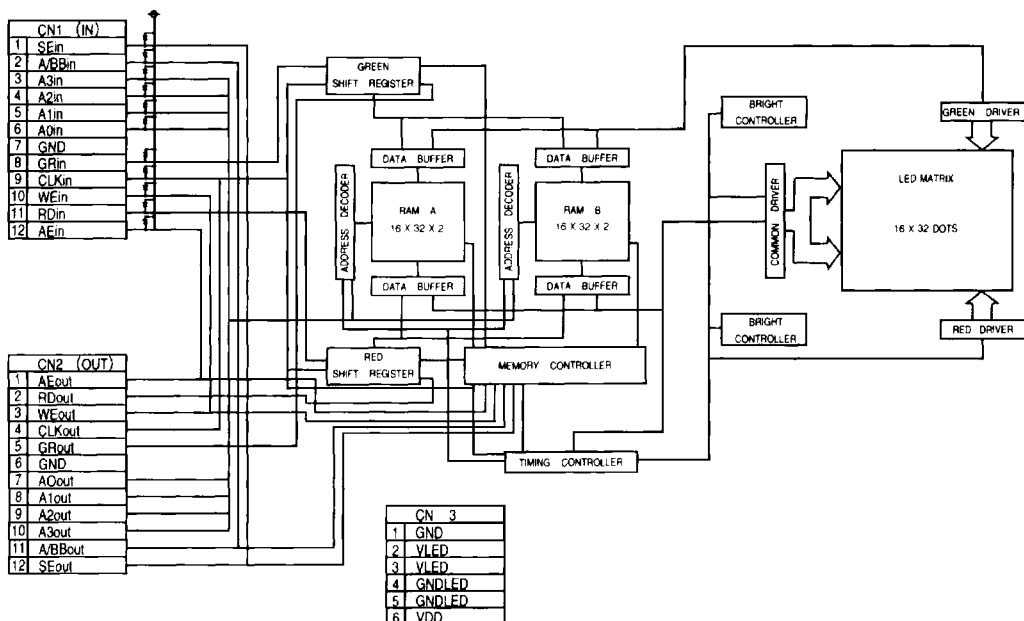 CN1 (IN)
1 SEin
2 A/BBin
3 A3in
4 A2in
5 A1in
6 A0in
7 GND
8 GRin
9 CLKin
10 WEin
11 RDin
12 AEin
CN2 (OUT)
1 AEout
2 RDout
3 WEout
4 CLKout
5 GRout
6 GND
7 AOout
8 A1out
9 A2out
10 A3out
11 A/BBout
12 SEout
GREEN
SHIFT REGISTER
DATA BUFFER
DATA BUFFER
ADDRESS DECODER
RAM A
16 X 32 X 2
ADDRESS DECODER
RAM B
16 X 32 X 2
DATA BUFFER
DATA BUFFER
RED
SHIFT REGISTER
MEMORY CONTROLLER
TIMING CONTROLLER
BRIGHT
CONTROLLER
GREEN DRIVER
COMMON DRIVER
LED MATRIX
16 X 32 DOTS
BRIGHT
CONTROLLER
RED DRIVER
CN 3
1 GND
2 VLED
3 VLED
4 GNDLED
5 GNDLED
6 VDD